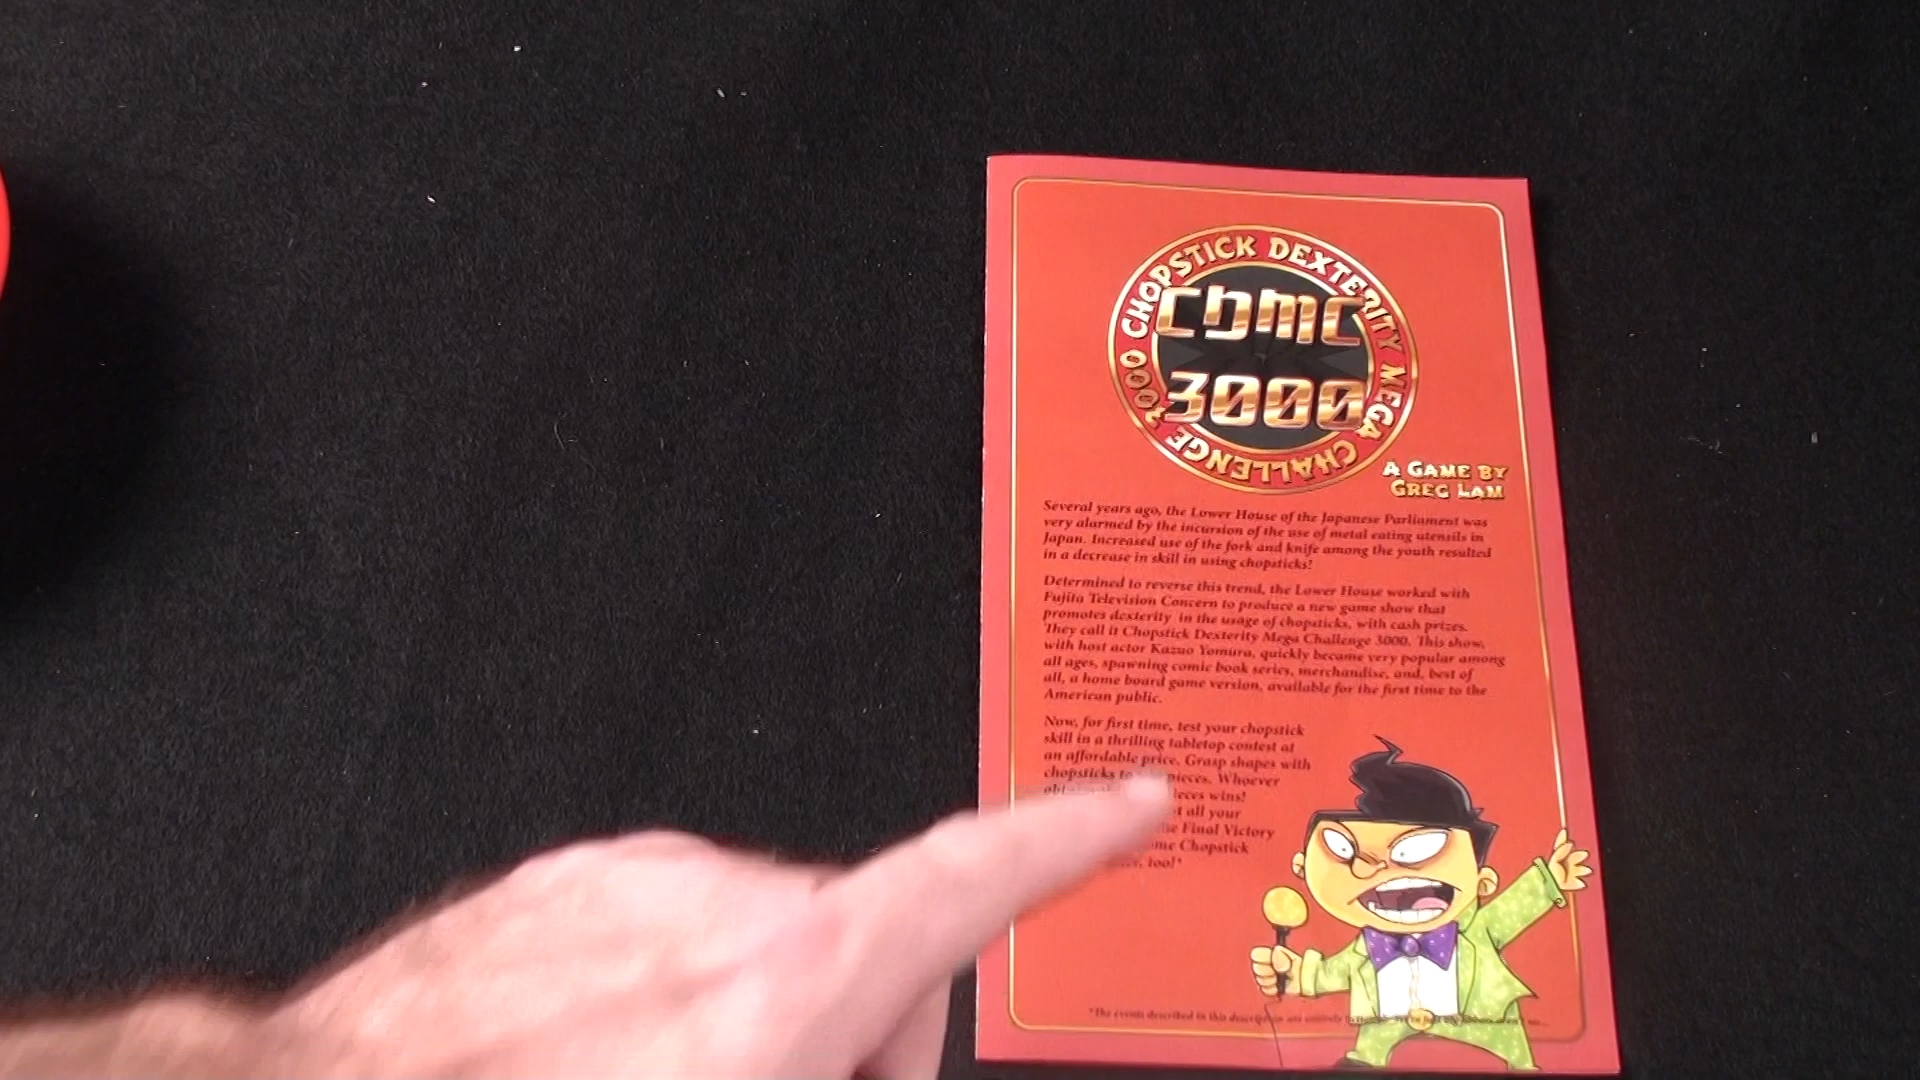 CHOPSTICK DEXTERITY MEGA CHALLENGE 3000
CDMC
3000
A GAME BY
GREG LAM
Several years ago, the Lower House of the Japanese Parliament was
very alarmed by the incursion of the use of metal eating utensils in
Japan. Increased use of the fork and knife among the youth resulted
in a decrease in skill in using chopsticks!
Determined to reverse this trend, the Lower House worked with
Fujita Television Concern to produce a new game show that
promotes dexterity in the usage of chopsticks, with cash prizes.
They call it Chopstick Dexterity Mega Challenge 3000. This show,
with host actor Kazuo Yomura, quickly became very popular among
all ages, spawning comic book series, merchandise, and, best of
all, a home board game version, available for the first time to the
American public.
Now, for first time, test your chopstick
skill in a thrilling tabletop contest at
an affordable price. Grasp shapes with
chopsticks to pieces. Whoever
wins!
all your
Final Victory
Chopstick
too!*
*The events described in this description are entirely